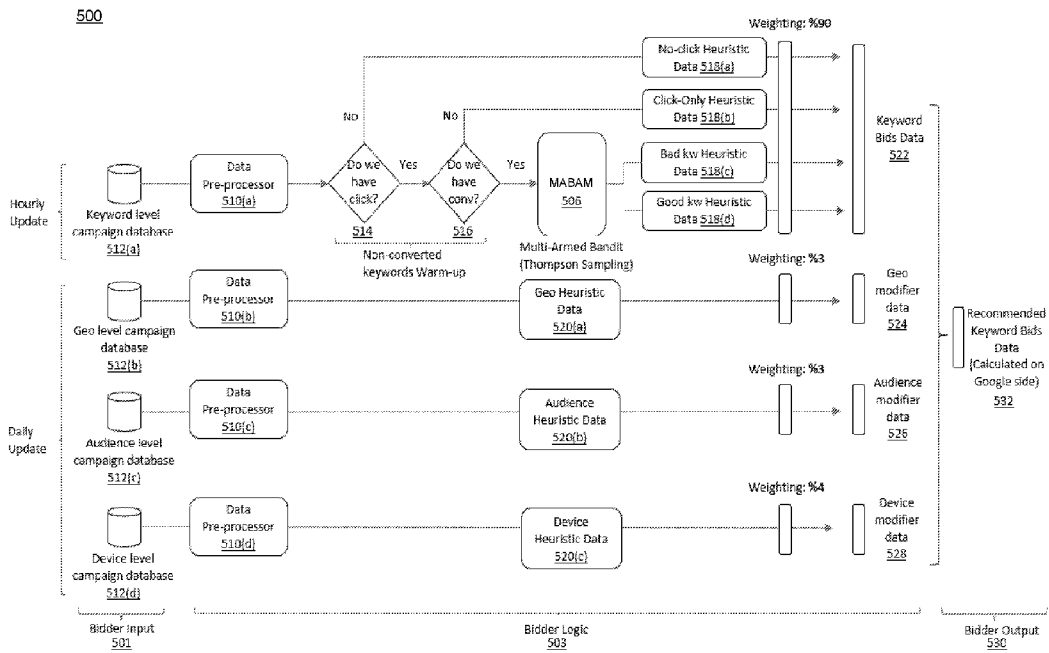 500
Weighting: %90
No-click Heuristic
Data 518(a)
Click-Only Heuristic
Data 518(b)
Bad kw Heuristic
Data 518(c)
Good kw Heuristic
Data 518(d)
Keyword
Bids Data
522
Hourly
Update
Keyword level
campaign database
512(a)
Data
Pre-processor
510(a)
No
Do we
have
click?
514
Yes
No
Do we
have
conv?
516
Yes
MABAM
506
Non-converted
keywords Warm-up
Multi-Armed Bandit
(Thompson Sampling)
Daily
Update
Geo level campaign
database
512(b)
Data
Pre-processor
510(b)
Geo Heuristic
Data
520(a)
Weighting: %3
Geo
modifier
data
524
Audience level
campaign database
512(c)
Data
Pre-processor
510(c)
Audience
Heuristic Data
520(b)
Weighting: %3
Audience
modifier
data
526
Device level
campaign database
512(d)
Data
Pre-processor
510(d)
Device
Heuristic Data
520(c)
Weighting: %4
Device
modifier
data
528
Recommended
Keyword Bids
Data
(Calculated on
Google side)
532
Bidder Input
501
Bidder Logic
503
Bidder Output
530